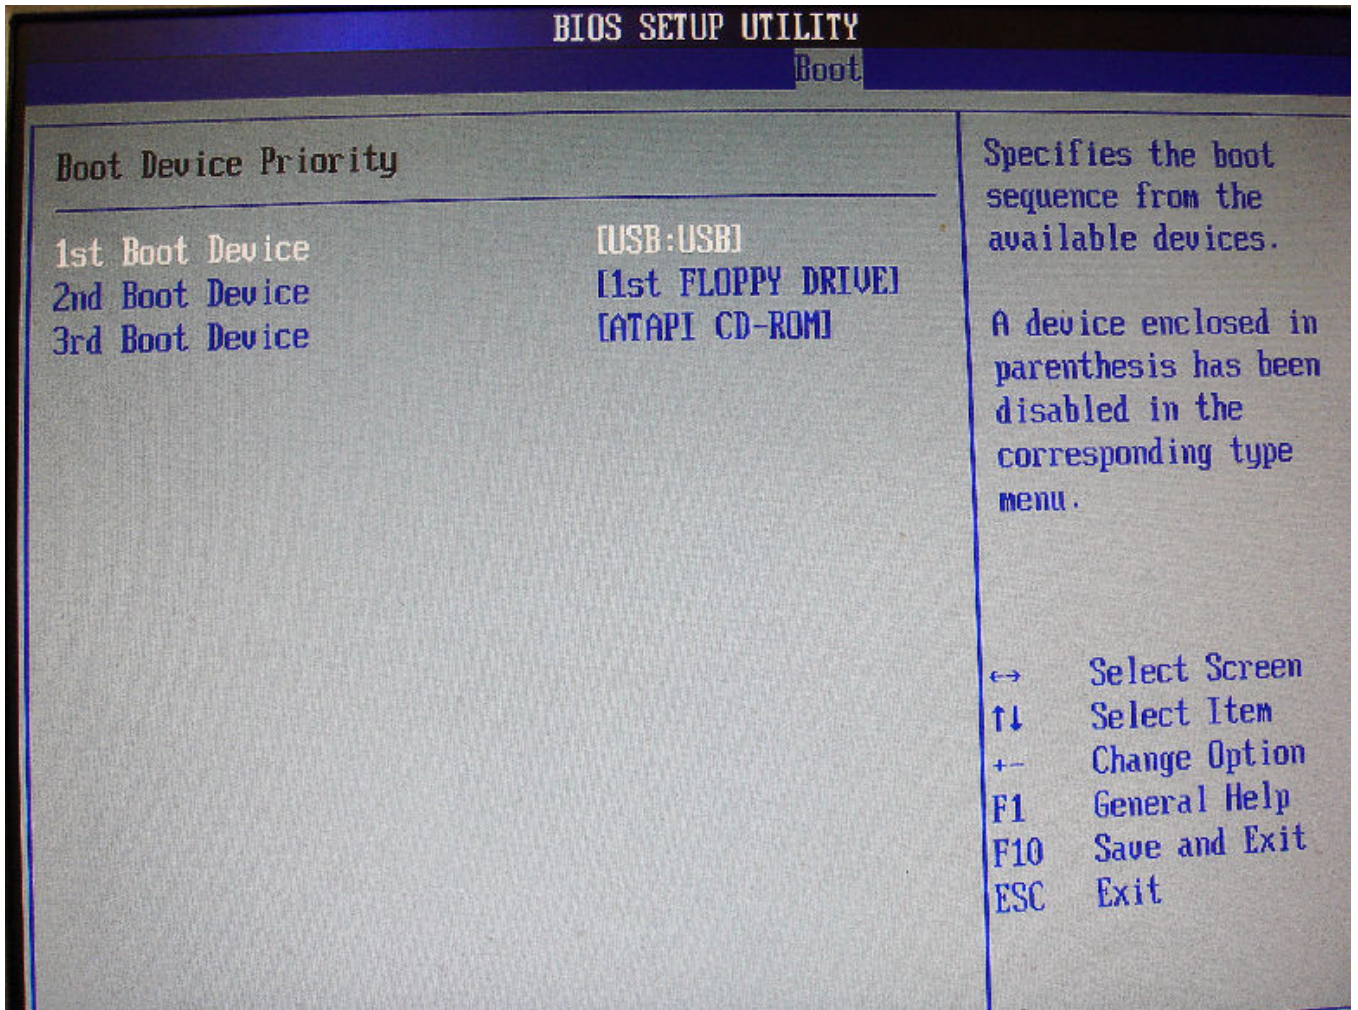 BIOS SETUP UTILITY
Boot
Boot Device Priority
1st Boot Device [USB:USB]
2nd Boot Device [1st FLOPPY DRIVE]
3rd Boot Device [ATAPI CD-ROM]
Specifies the boot
sequence from the
available devices.
A device enclosed in
parenthesis has been
disabled in the
corresponding type
menu.
←→ Select Screen
↑↓ Select Item
+- Change Option
F1 General Help
F10 Save and Exit
ESC Exit